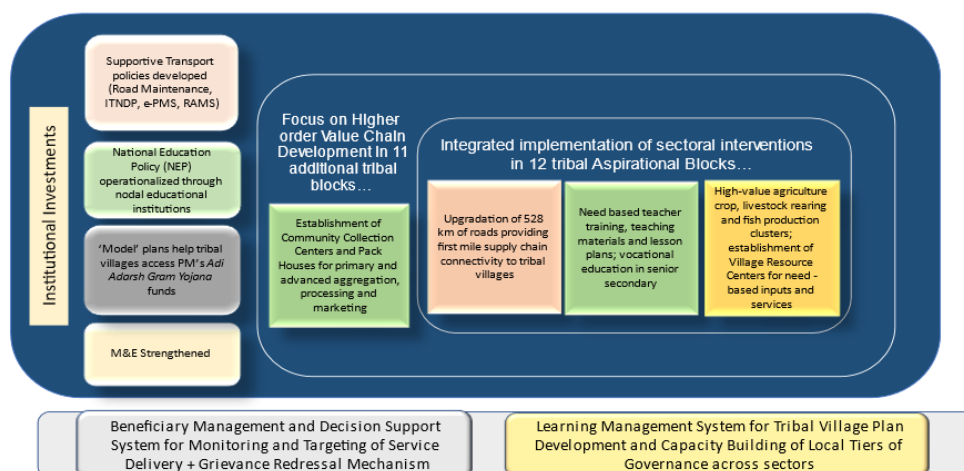 Institutional Investments
Supportive Transport
policies developed
(Road Maintenance,
ITNDP, e-PMS, RAMS)
National Education
Policy (NEP)
operationalized through
nodal educational
institutions
‘Model’ plans help tribal
villages access PM’s Adi
Adarsh Gram Yojana
funds
M&E Strengthened
Focus on Higher
order Value Chain
Development in 11
additional tribal
blocks…
Establishment of
Community Collection
Centers and Pack
Houses for primary and
advanced aggregation,
processing and
marketing
Integrated implementation of sectoral interventions
in 12 tribal Aspirational Blocks…
Upgradation of 528
km of roads providing
first mile supply chain
connectivity to tribal
villages
Need based teacher
training, teaching
materials and lesson
plans; vocational
education in senior
secondary
High-value agriculture
crop, livestock rearing
and fish production
clusters;
establishment of
Village Resource
Centers for need -
based inputs and
services
Beneficiary Management and Decision Support
System for Monitoring and Targeting of Service
Delivery + Grievance Redressal Mechanism
Learning Management System for Tribal Village Plan
Development and Capacity Building of Local Tiers of
Governance across sectors